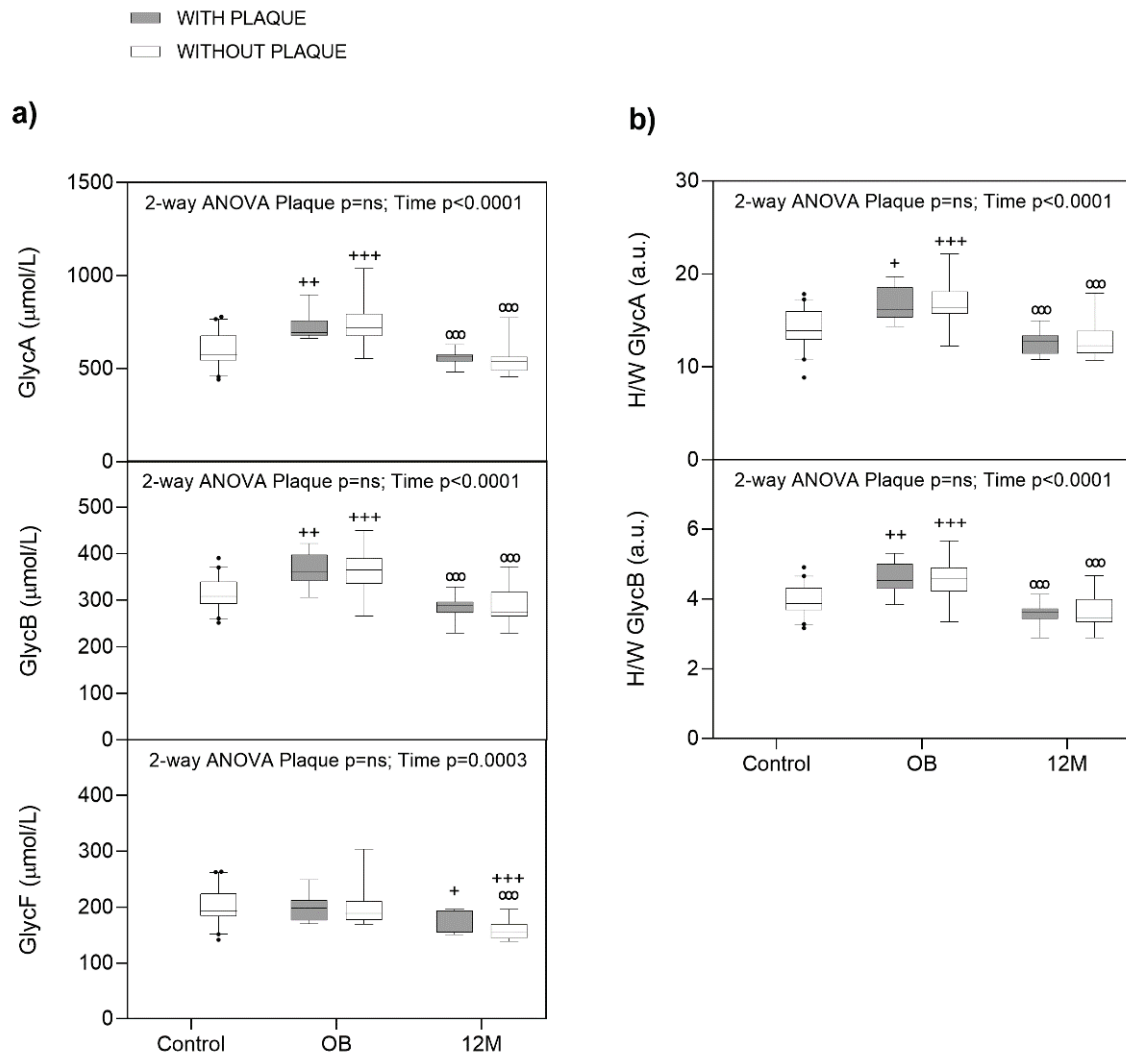 WITH PLAQUE
WITHOUT PLAQUE
a)
1500
1000
500
0
GlycA (µmol/L)
2-way ANOVA Plaque p=ns; Time p<0.0001
++
+++
ooo
ooo
500
400
300
200
100
0
GlycB (µmol/L)
2-way ANOVA Plaque p=ns; Time p<0.0001
++
+++
ooo
ooo
400
300
200
100
0
GlycF (µmol/L)
2-way ANOVA Plaque p=ns; Time p=0.0003
+
+++
ooo
Control
OB
12M
b)
30
20
10
0
H/W GlycA (a.u.)
2-way ANOVA Plaque p=ns; Time p<0.0001
+
+++
ooo
ooo
6
4
2
0
H/W GlycB (a.u.)
2-way ANOVA Plaque p=ns; Time p<0.0001
++
+++
ooo
ooo
Control
OB
12M